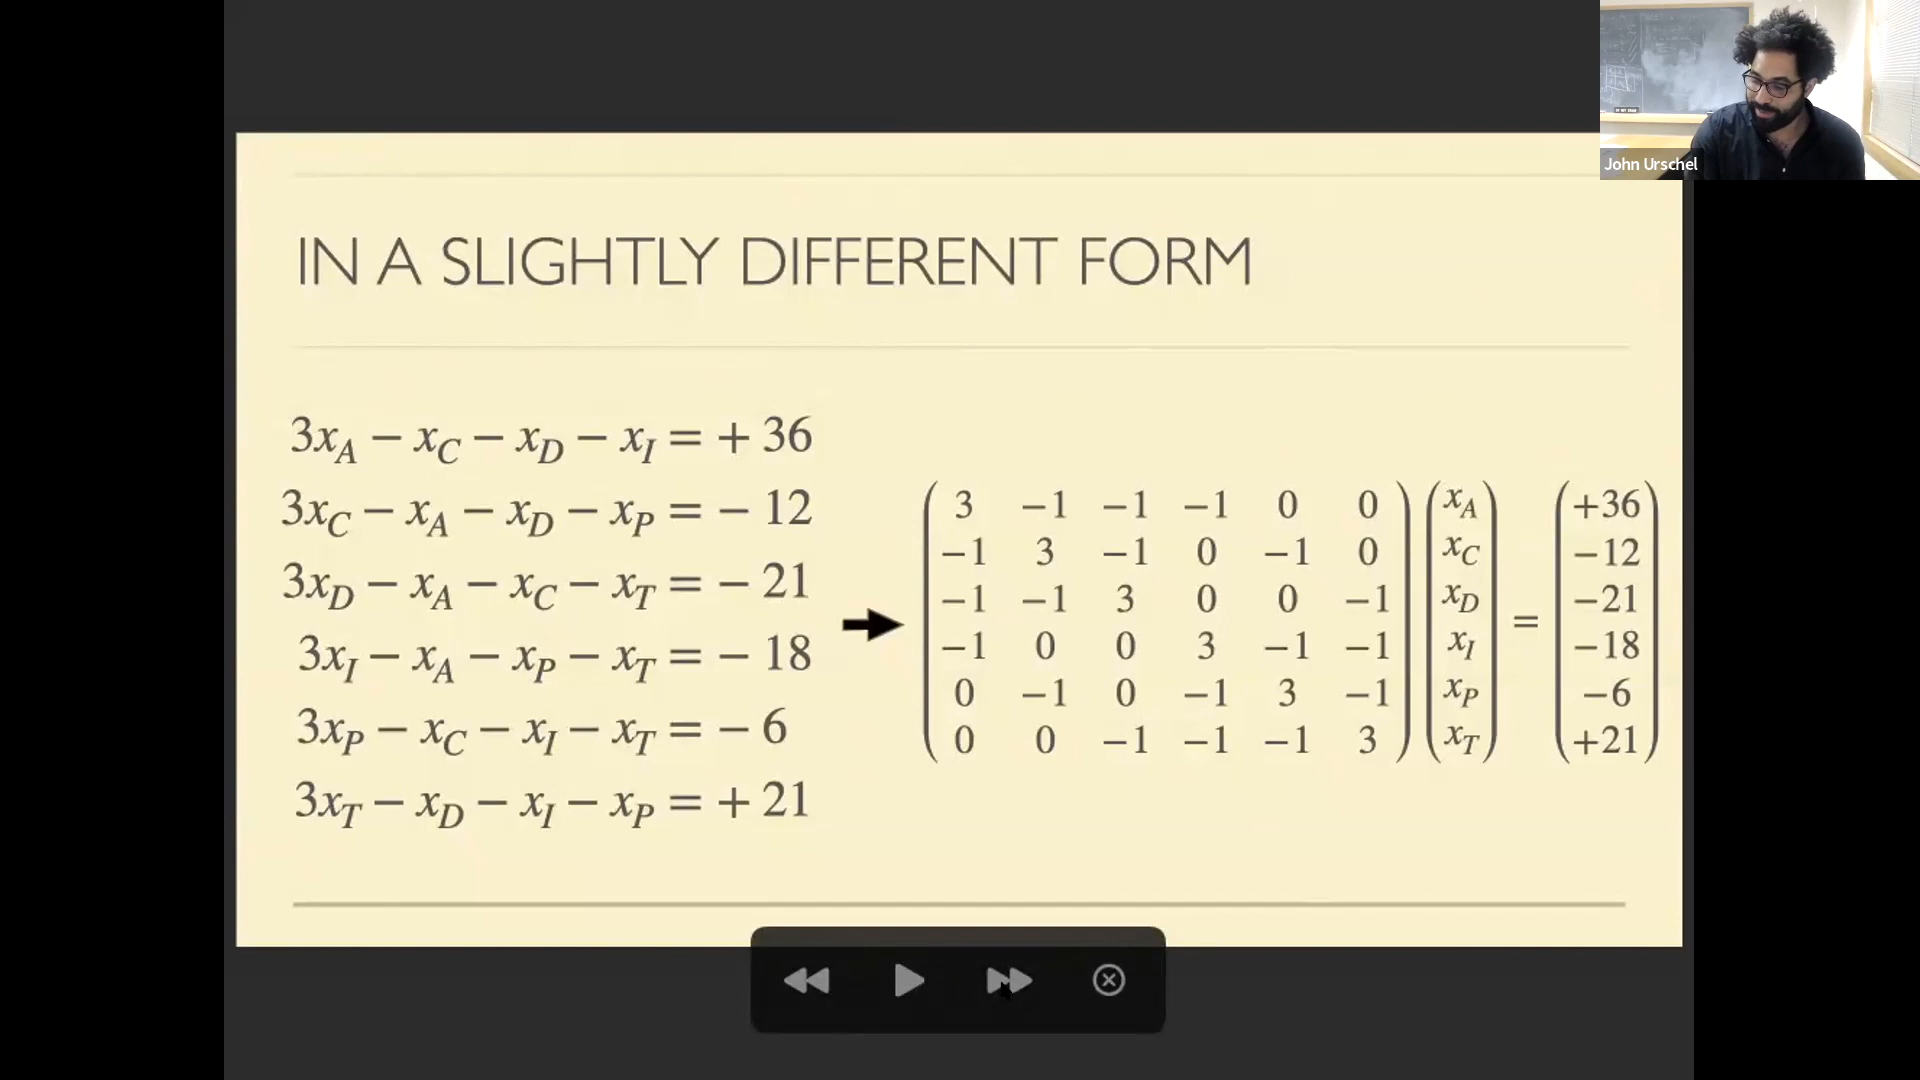 John Urschel
IN A SLIGHTLY DIFFERENT FORM
3x_A − x_C − x_D − x_I = + 36
3x_C − x_A − x_D − x_P = − 12
3x_D − x_A − x_C − x_T = − 21
3x_I − x_A − x_P − x_T = − 18
3x_P − x_C − x_I − x_T = − 6
3x_T − x_D − x_I − x_P = + 21
3 −1 −1 −1 0 0 x_A +36
−1 3 −1 0 −1 0 x_C −12
−1 −1 3 0 0 −1 x_D −21
−1 0 0 3 −1 −1 x_I = −18
0 −1 0 −1 3 −1 x_P −6
0 0 −1 −1 −1 3 x_T +21